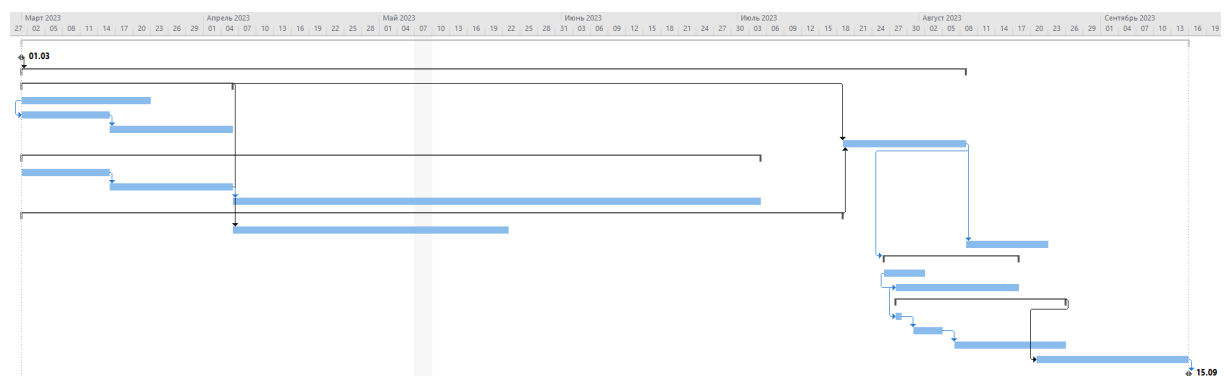 Март 2023 Апрель 2023 Май 2023 Июнь 2023 Июль 2023 Август 2023 Сентябрь 2023
27 02 05 08 11 14 17 20 23 26 29 01 04 07 10 13 16 19 22 25 28 01 04 07 10 13 16 19 22 25 28 31 03 06 09 12 15 18 21 24 27 30 03 06 09 12 15 18 21 24 27 30 02 05 08 11 14 17 20 23 26 29 01 04 07 10 13 16 19
01.03
15.09